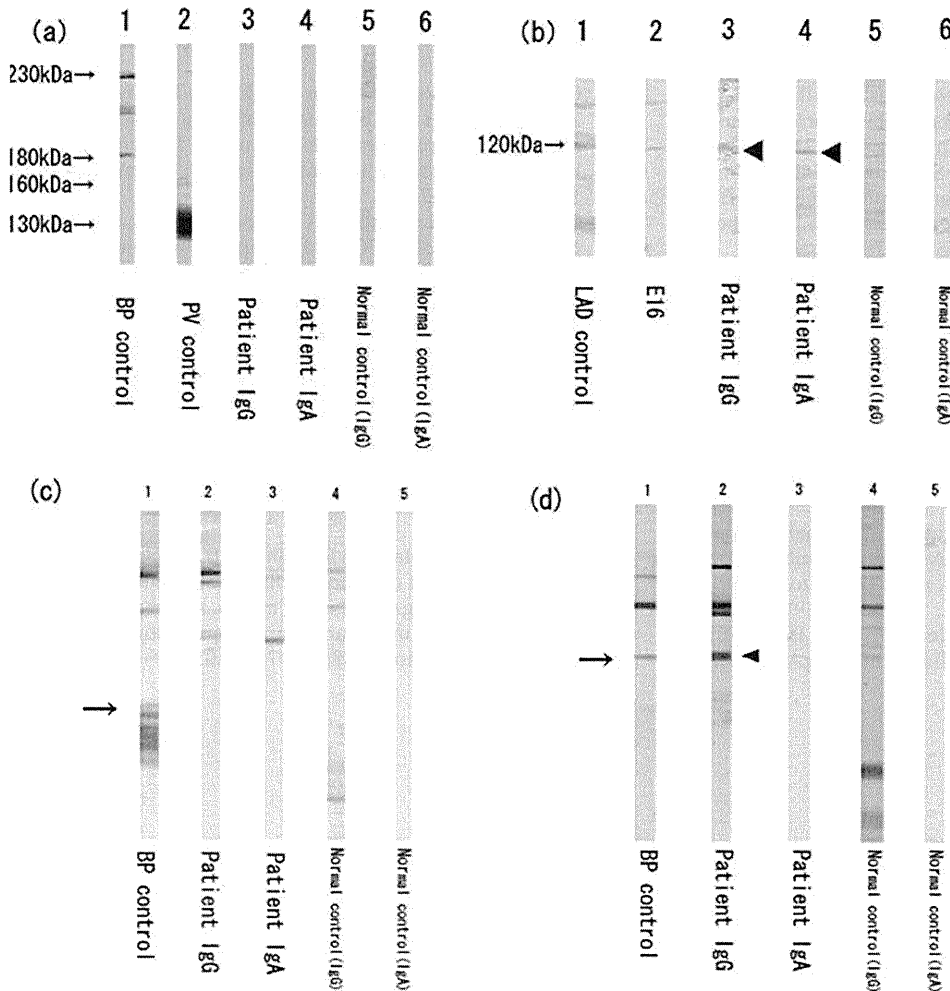 (a)
1 2 3 4 5 6
230kDa→
180kDa→
160kDa→
130kDa→
BP control
PV control
Patient IgG
Patient IgA
Normal control(IgG)
Normal control(IgA)
(b)
1 2 3 4 5 6
120kDa→
LAD control
E16
Patient IgG
Patient IgA
Normal control(IgG)
Normal control(IgA)
(c)
1 2 3 4 5
BP control
Patient IgG
Patient IgA
Normal control(IgG)
Normal control(IgA)
(d)
1 2 3 4 5
BP control
Patient IgG
Patient IgA
Normal control(IgG)
Normal control(IgA)